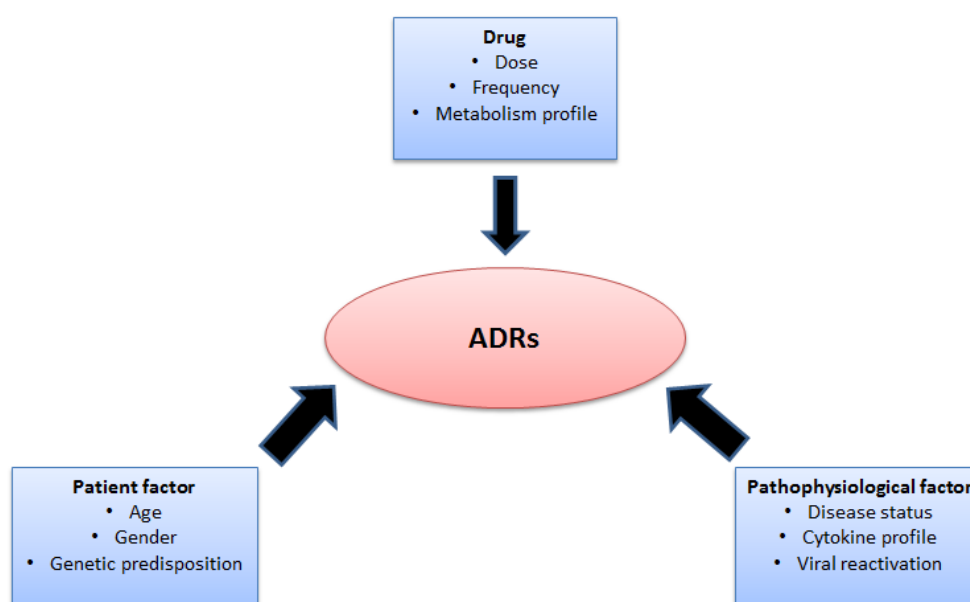 Drug
• Dose
• Frequency
• Metabolism profile
ADRs
Patient factor
• Age
• Gender
• Genetic predisposition
Pathophysiological factor
• Disease status
• Cytokine profile
• Viral reactivation